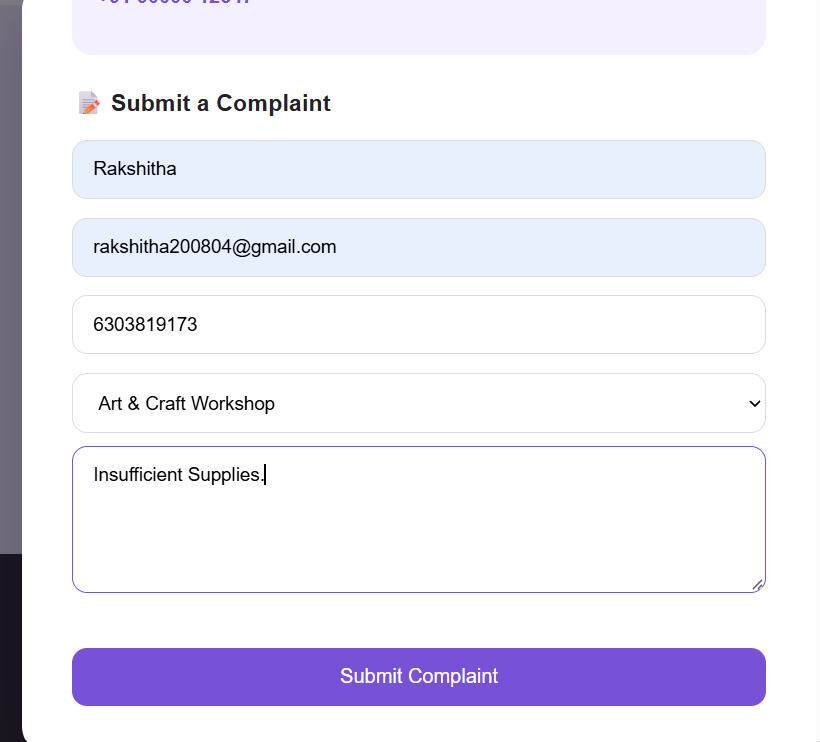 Submit a Complaint
Rakshitha
rakshitha200804@gmail.com
6303819173
Art & Craft Workshop
Insufficient Supplies.
Submit Complaint